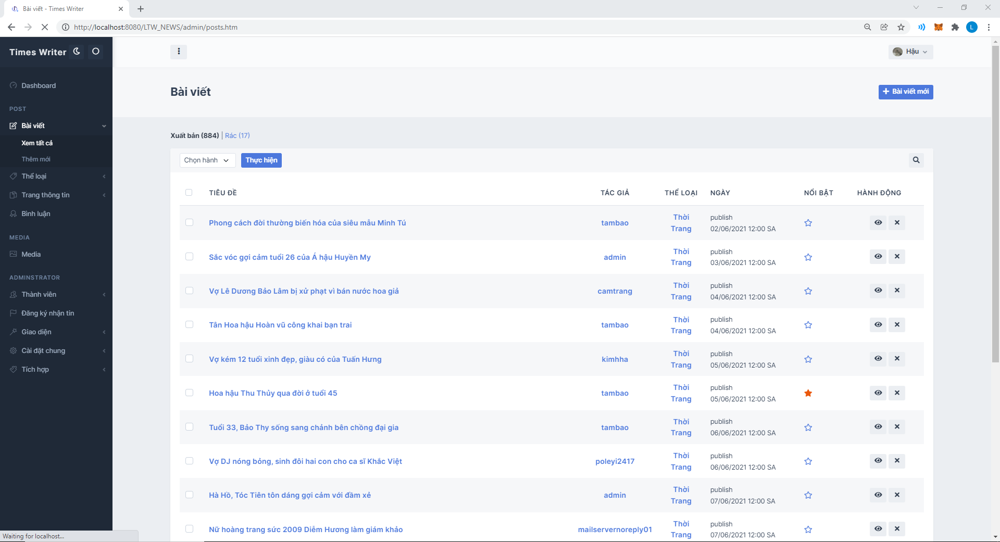 Bài viết - Times Writer
http://localhost:8080/LTW_NEWS/admin/posts.htm
L
Times Writer
Hậu
Dashboard
POST
Bài viết
Xem tất cả
Thêm mới
Thể loại
Trang thông tin
Bình luận
MEDIA
Media
ADMINSTRATOR
Thành viên
Đăng ký nhận tin
Giao diện
Cài đặt chung
Tích hợp
Bài viết
Bài viết mới
Xuất bản (884) | Rác (17)
Chọn hành
Thực hiện
TIÊU ĐỀ TÁC GIẢ THỂ LOẠI NGÀY NỔI BẬT HÀNH ĐỘNG
Phong cách đời thường biến hóa của siêu mẫu Minh Tú tambao Thời Trang publish 02/06/2021 12:00 SA
Sắc vóc gợi cảm tuổi 26 của Á hậu Huyền My admin Thời Trang publish 03/06/2021 12:00 SA
Vợ Lê Dương Bảo Lâm bị xử phạt vì bán nước hoa giả camtrang Thời Trang publish 04/06/2021 12:00 SA
Tân Hoa hậu Hoàn vũ công khai bạn trai tambao Thời Trang publish 04/06/2021 12:00 SA
Vợ kém 12 tuổi xinh đẹp, giàu có của Tuấn Hưng kimhha Thời Trang publish 05/06/2021 12:00 SA
Hoa hậu Thu Thủy qua đời ở tuổi 45 tambao Thời Trang publish 05/06/2021 12:00 SA
Tuổi 33, Bảo Thy sống sang chảnh bên chồng đại gia tambao Thời Trang publish 06/06/2021 12:00 SA
Vợ DJ nóng bỏng, sinh đôi hai con cho ca sĩ Khắc Việt poleyi2417 Thời Trang publish 06/06/2021 12:00 SA
Hà Hồ, Tóc Tiên tôn dáng gợi cảm với đầm xẻ admin Thời Trang publish 07/06/2021 12:00 SA
Nữ hoàng trang sức 2009 Diễm Hương làm giám khảo mailservernoreply01 Thời Trang publish 07/06/2021 12:00 SA
Waiting for localhost...